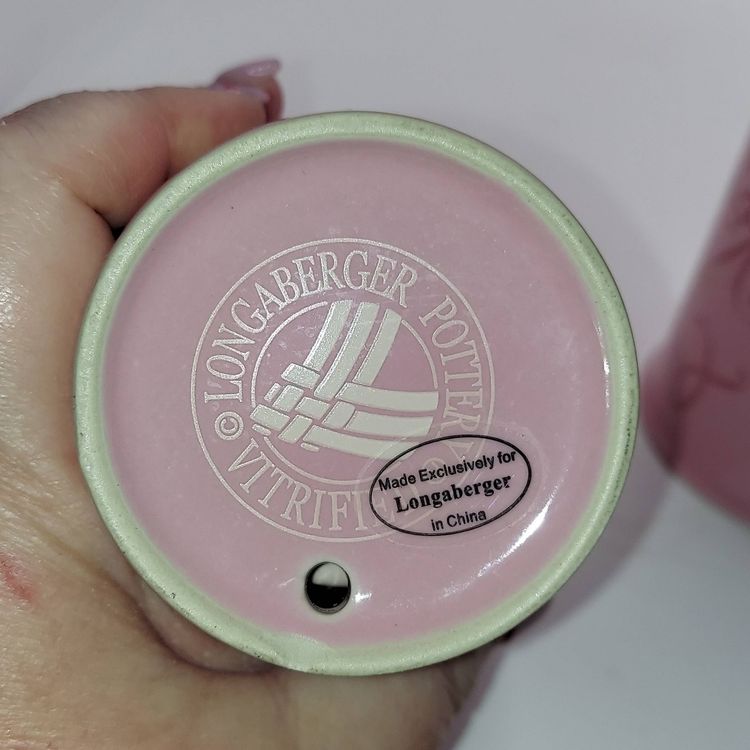 © LONGABERGER POTTERY
VITRIFIED
Made Exclusively for
Longaberger
in China